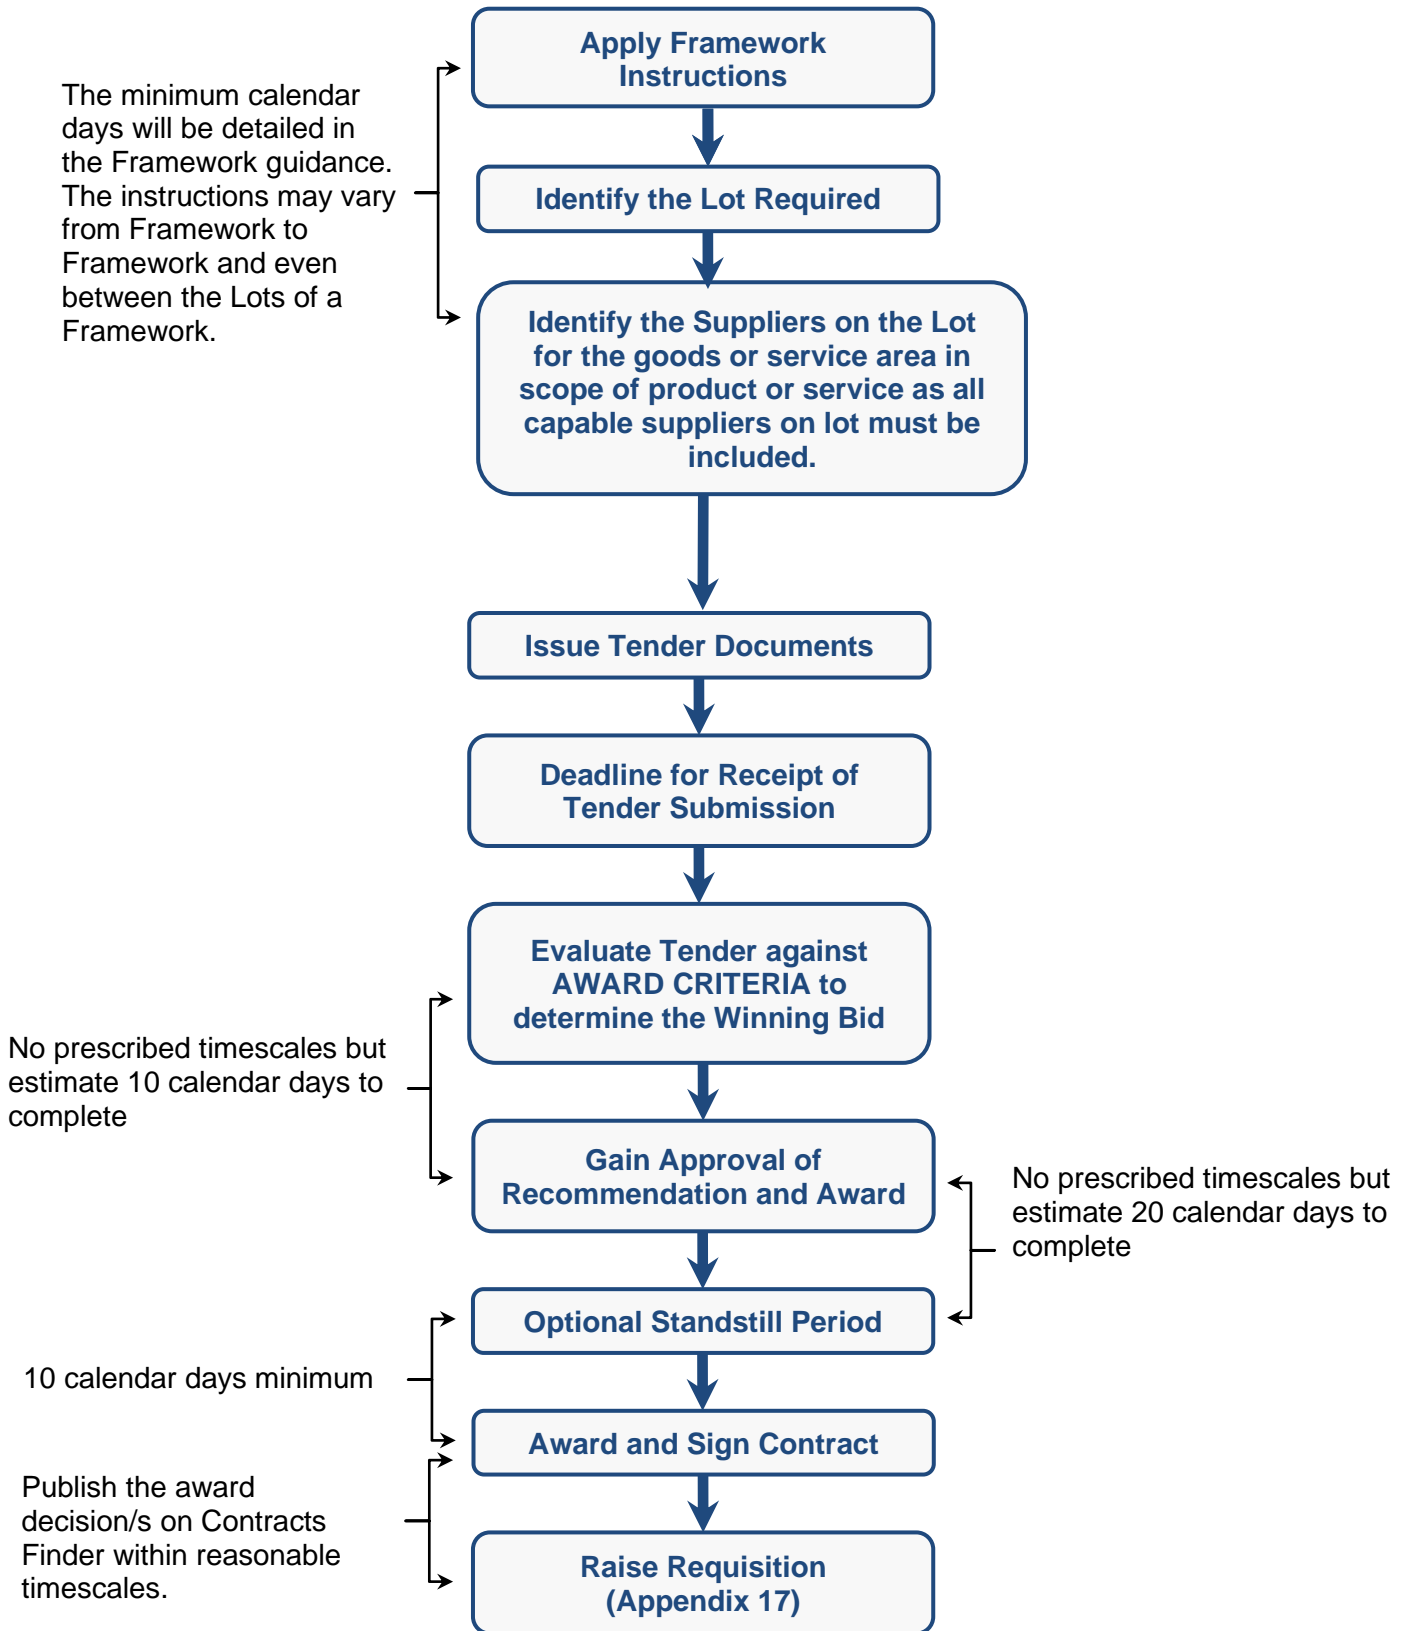 Apply Framework
Instructions
The minimum calendar
days will be detailed in
the Framework guidance.
The instructions may vary
from Framework to
Framework and even
between the Lots of a
Framework.
Identify the Lot Required
Identify the Suppliers on the Lot
for the goods or service area in
scope of product or service as all
capable suppliers on lot must be
included.
Issue Tender Documents
Deadline for Receipt of
Tender Submission
Evaluate Tender against
AWARD CRITERIA to
determine the Winning Bid
No prescribed timescales but
estimate 10 calendar days to
complete
Gain Approval of
Recommendation and Award
No prescribed timescales but
estimate 20 calendar days to
complete
Optional Standstill Period
10 calendar days minimum
Award and Sign Contract
Publish the award
decision/s on Contracts
Finder within reasonable
timescales.
Raise Requisition
(Appendix 17)